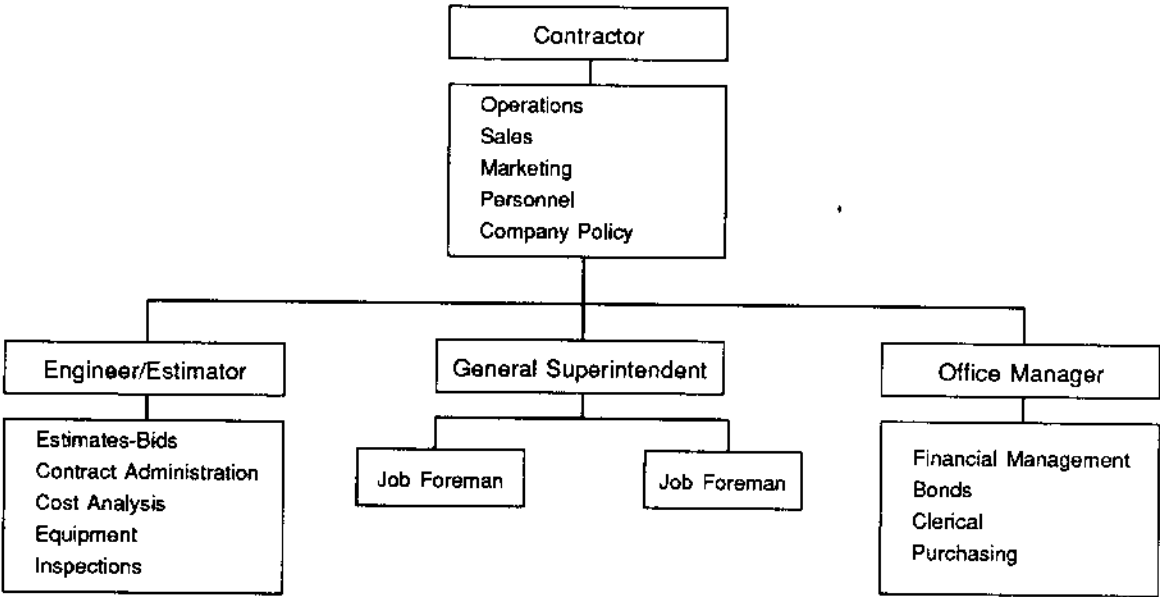 Contractor
Operations
Sales
Marketing
Personnel
Company Policy
Engineer/Estimator
Estimates-Bids
Contract Administration
Cost Analysis
Equipment
Inspections
General Superintendent
Job Foreman
Job Foreman
Office Manager
Financial Management
Bonds
Clerical
Purchasing